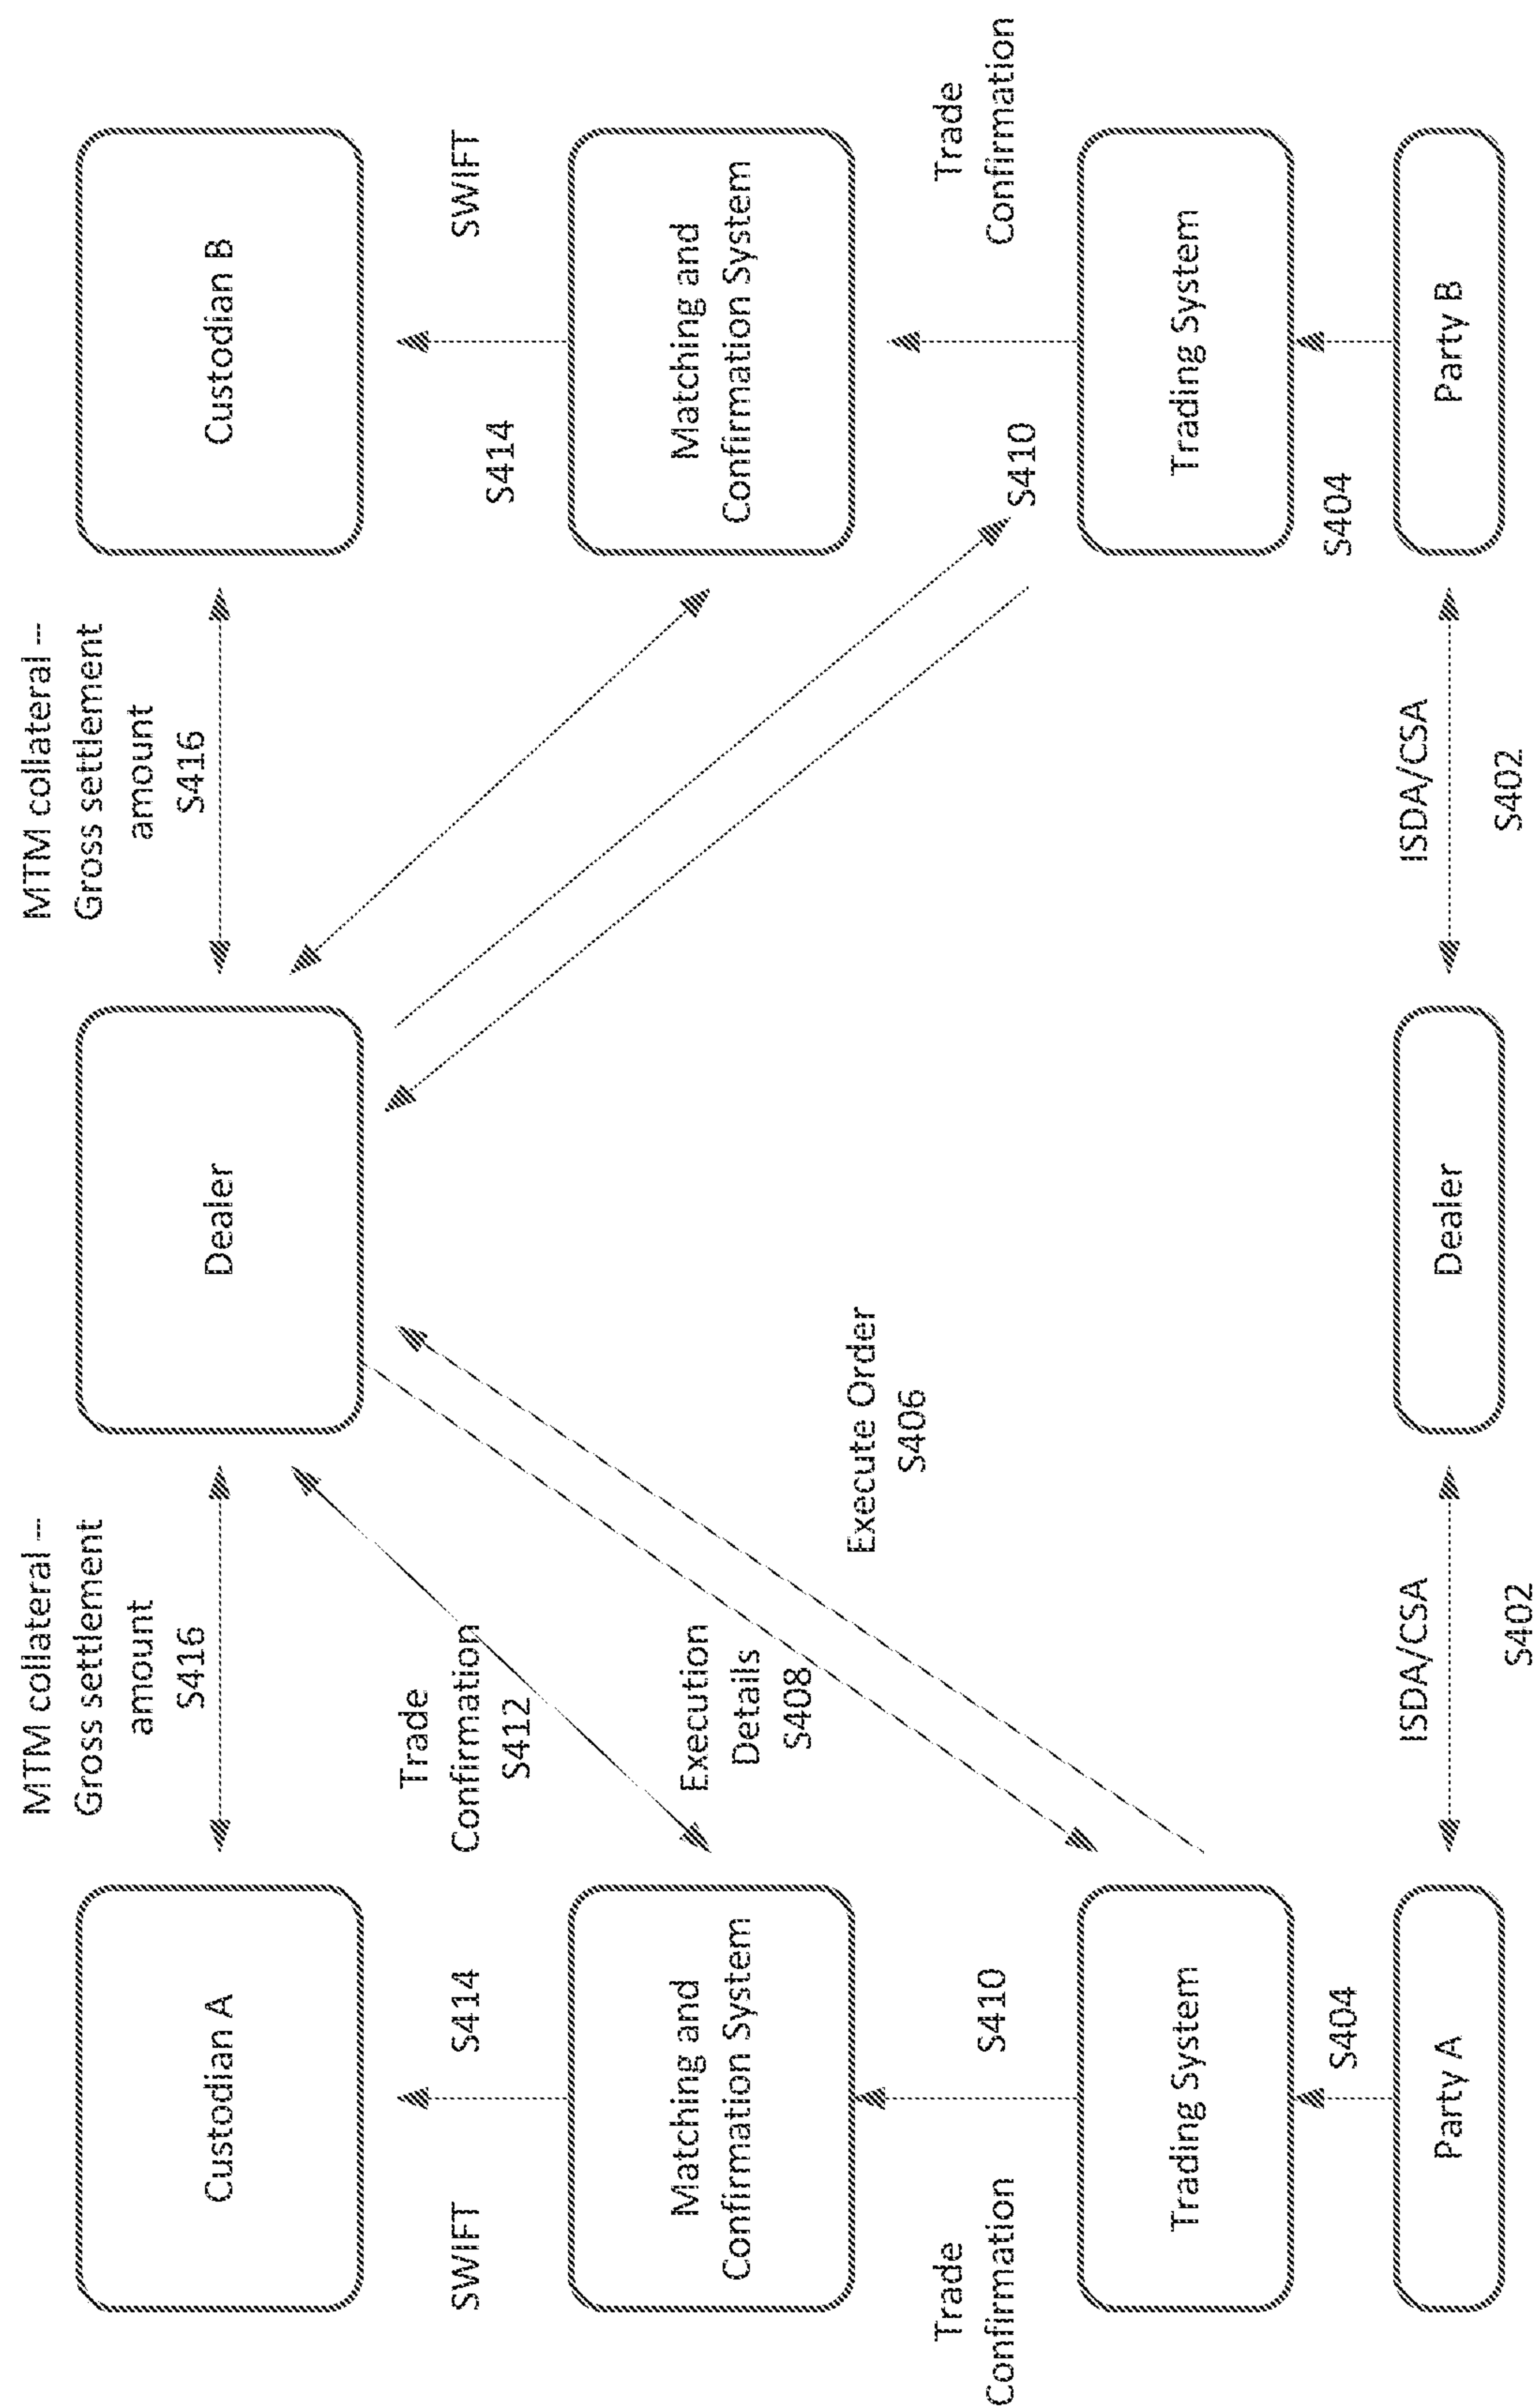 MTM collateral --
Gross settlement
amount
S416
MTM collateral --
Gross settlement
amount
S416
Custodian A
Dealer
Custodian B
SWIFT
S414
Trade
Confirmation
S412
S414
SWIFT
Matching and
Confirmation System
Execution
Details
S408
Matching and
Confirmation System
Execute Order
S406
Trade
Confirmation
S410
S410
Trade
Confirmation
Trading System
Trading System
S404
S404
ISDA/CSA
ISDA/CSA
Party A
Dealer
Party B
S402
S402